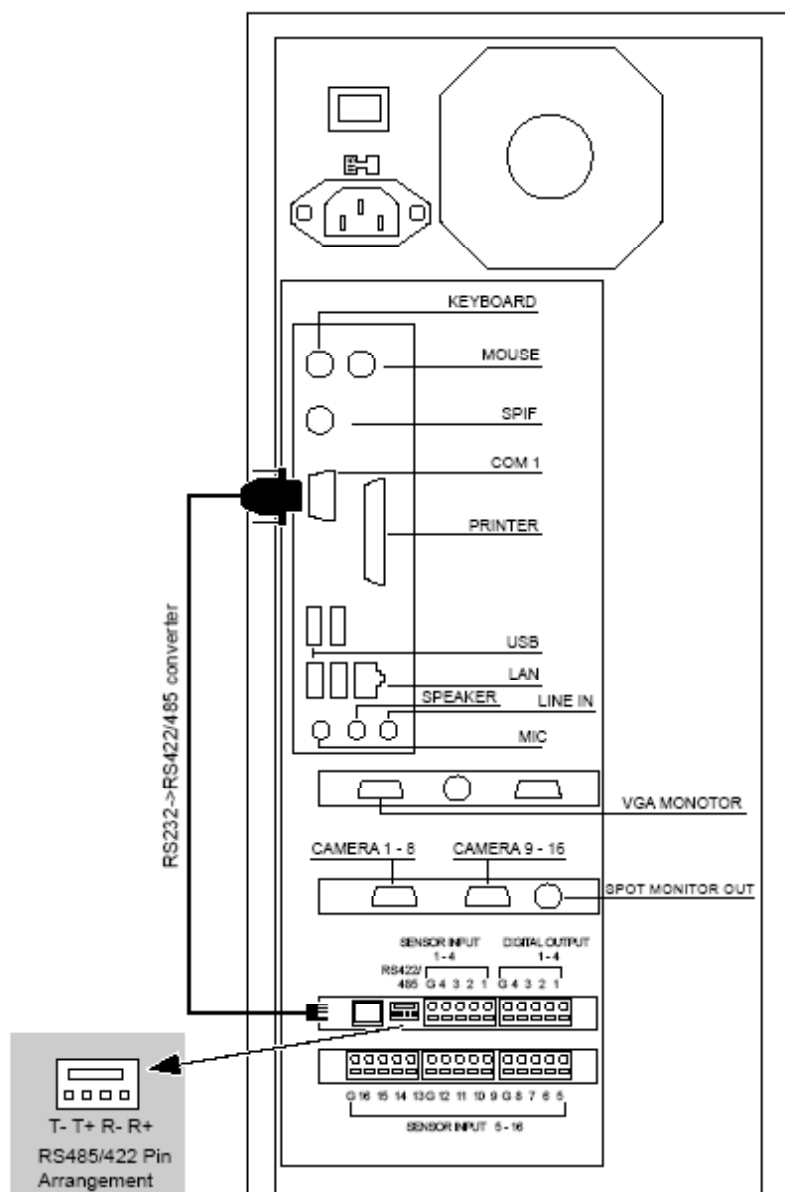 KEYBOARD
MOUSE
SPIF
COM 1
PRINTER
RS232->RS422/485 converter
USB
LAN
SPEAKER
LINE IN
MIC
VGA MONOTOR
CAMERA 1 - 8
CAMERA 9 - 16
SPOT MONITOR OUT
SENSOR INPUT
1 - 4
DIGITAL OUTPUT
1 - 4
RS422/
485
G 4 3 2 1
G 4 3 2 1
G 16 15 14 13 G 12 11 10 9 G 8 7 6 5
SENSOR INPUT 5 - 16
T- T+ R- R+
RS485/422 Pin
Arrangement